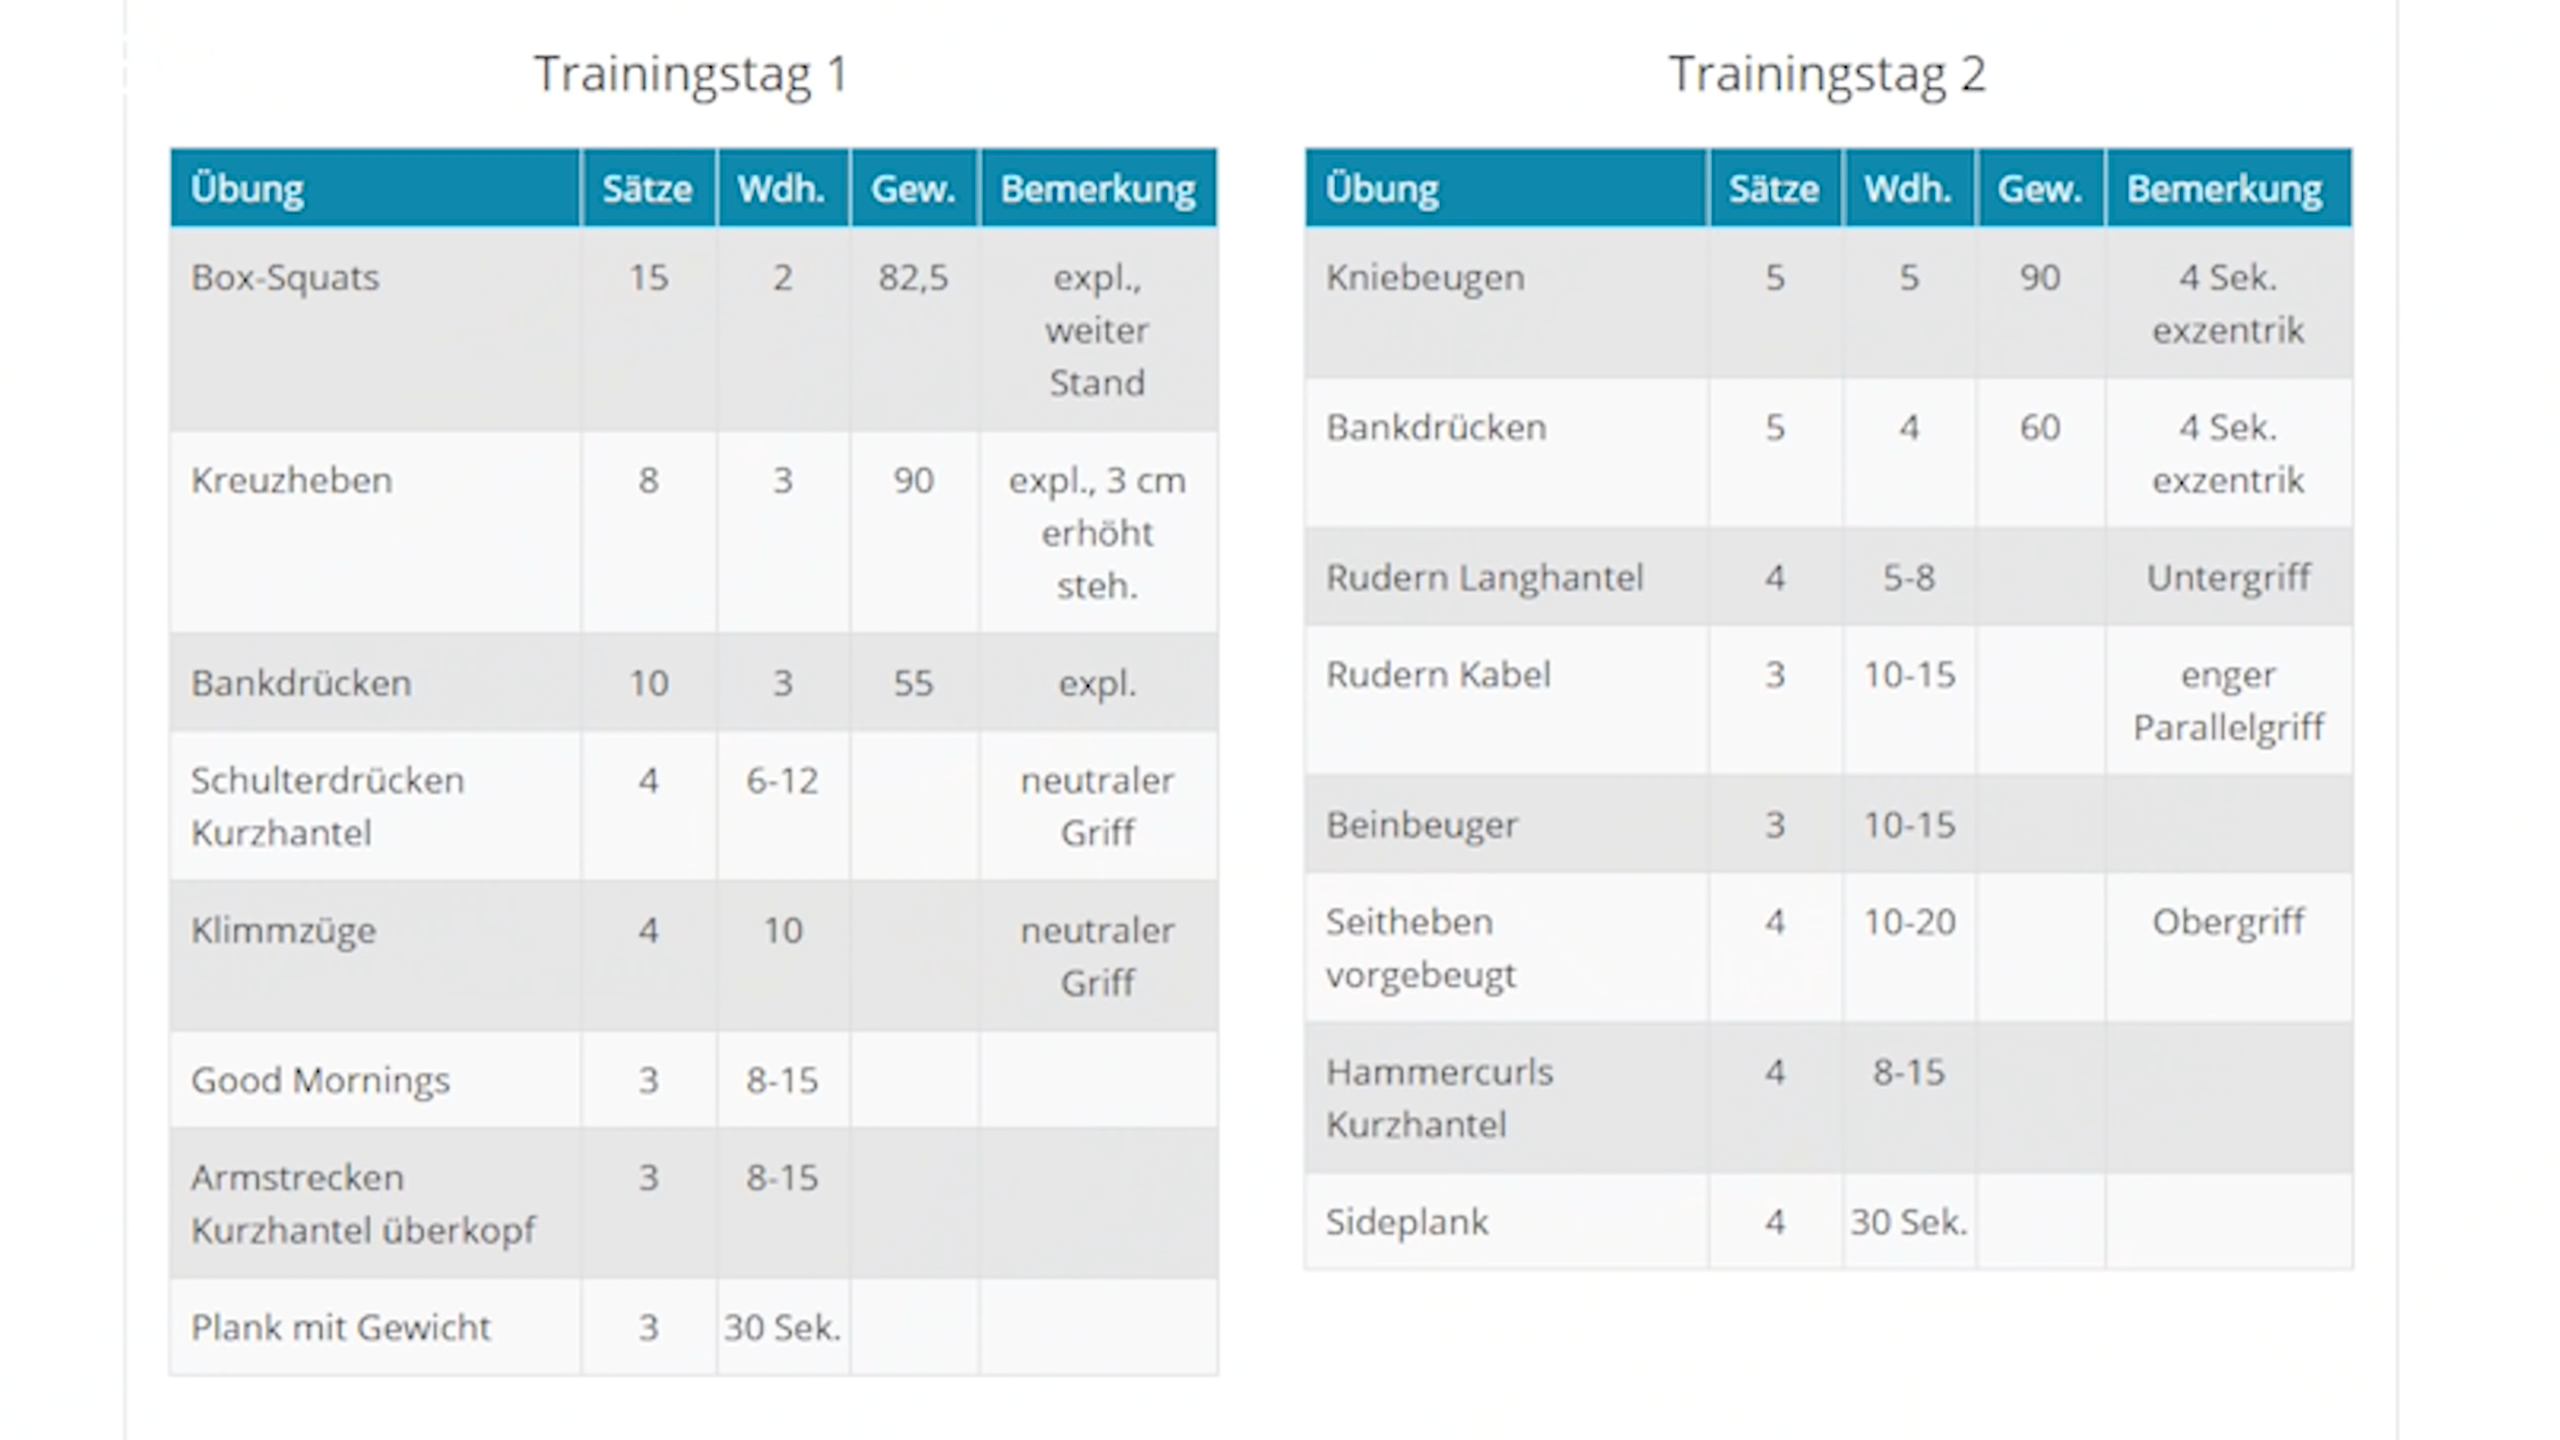 Trainingstag 1
Übung Sätze Wdh. Gew. Bemerkung
Box-Squats 15 2 82,5 expl.,
weiter
Stand
Kreuzheben 8 3 90 expl., 3 cm
erhöht
steh.
Bankdrücken 10 3 55 expl.
Schulterdrücken 4 6-12 neutraler
Kurzhantel Griff
Klimmzüge 4 10 neutraler
Griff
Good Mornings 3 8-15
Armstrecken 3 8-15
Kurzhantel überkopf
Plank mit Gewicht 3 30 Sek.
Trainingstag 2
Übung Sätze Wdh. Gew. Bemerkung
Kniebeugen 5 5 90 4 Sek.
exzentrik
Bankdrücken 5 4 60 4 Sek.
exzentrik
Rudern Langhantel 4 5-8 Untergriff
Rudern Kabel 3 10-15 enger
Parallelgriff
Beinbeuger 3 10-15
Seitheben 4 10-20 Obergriff
vorgebeugt
Hammercurls 4 8-15
Kurzhantel
Sideplank 4 30 Sek.